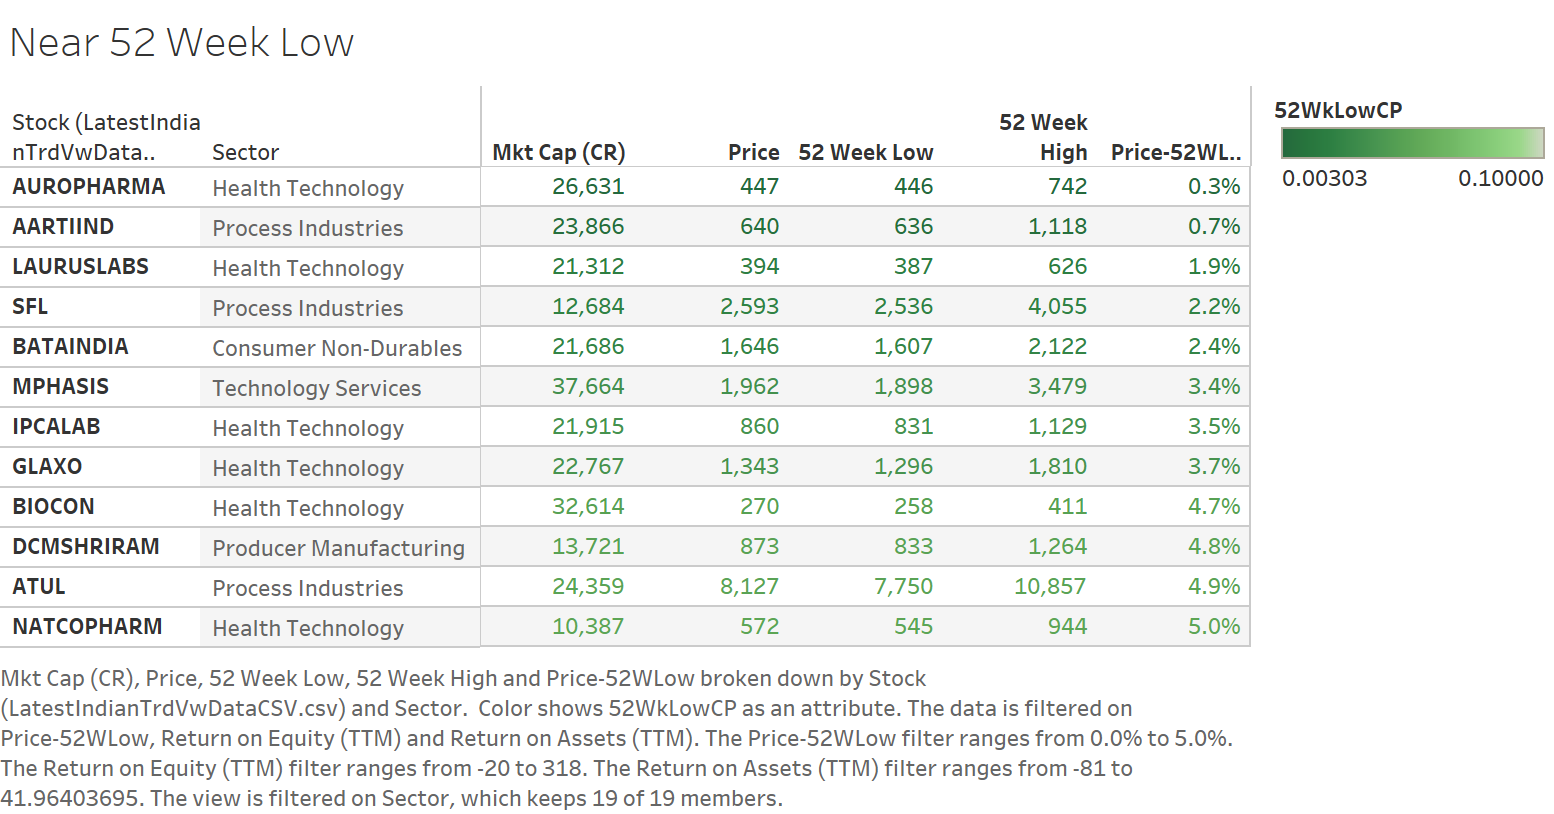 Near 52 Week Low
Stock (LatestIndia
nTrdVwData.. Sector Mkt Cap (CR) Price 52 Week Low 52 Week High Price-52WL..
AUROPHARMA Health Technology 26,631 447 446 742 0.3%
AARTIIND Process Industries 23,866 640 636 1,118 0.7%
LAURUSLABS Health Technology 21,312 394 387 626 1.9%
SFL Process Industries 12,684 2,593 2,536 4,055 2.2%
BATAINDIA Consumer Non-Durables 21,686 1,646 1,607 2,122 2.4%
MPHASIS Technology Services 37,664 1,962 1,898 3,479 3.4%
IPCALAB Health Technology 21,915 860 831 1,129 3.5%
GLAXO Health Technology 22,767 1,343 1,296 1,810 3.7%
BIOCON Health Technology 32,614 270 258 411 4.7%
DCMSHRIRAM Producer Manufacturing 13,721 873 833 1,264 4.8%
ATUL Process Industries 24,359 8,127 7,750 10,857 4.9%
NATCOPHARM Health Technology 10,387 572 545 944 5.0%
52WkLowCP
0.00303 0.10000
Mkt Cap (CR), Price, 52 Week Low, 52 Week High and Price-52WLow broken down by Stock
(LatestIndianTrdVwDataCSV.csv) and Sector.  Color shows 52WkLowCP as an attribute. The data is filtered on
Price-52WLow, Return on Equity (TTM) and Return on Assets (TTM). The Price-52WLow filter ranges from 0.0% to 5.0%.
The Return on Equity (TTM) filter ranges from -20 to 318. The Return on Assets (TTM) filter ranges from -81 to
41.96403695. The view is filtered on Sector, which keeps 19 of 19 members.